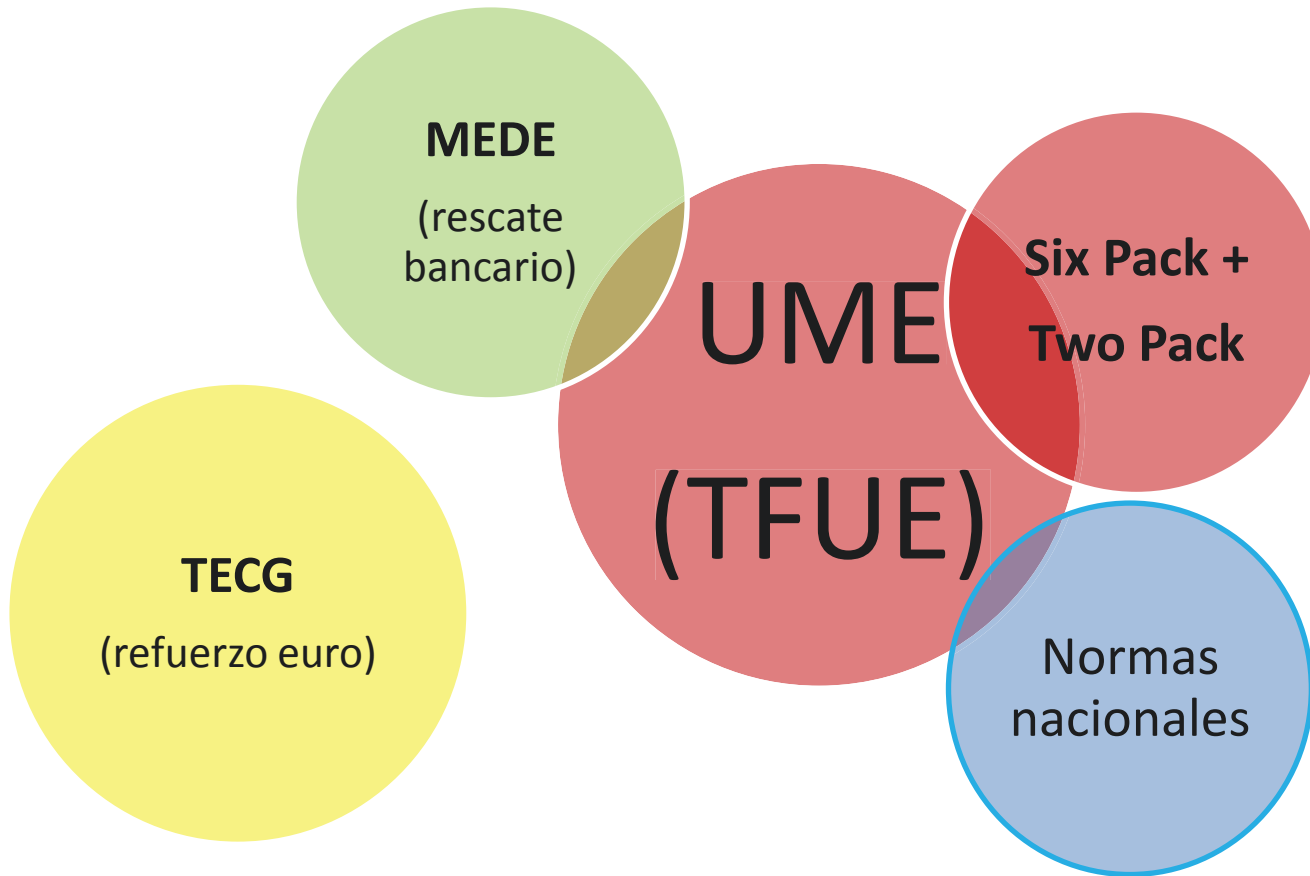 MEDE
(rescate
bancario)
UME
(TFUE)
Six Pack +
Two Pack
TECG
(refuerzo euro)
Normas
nacionales